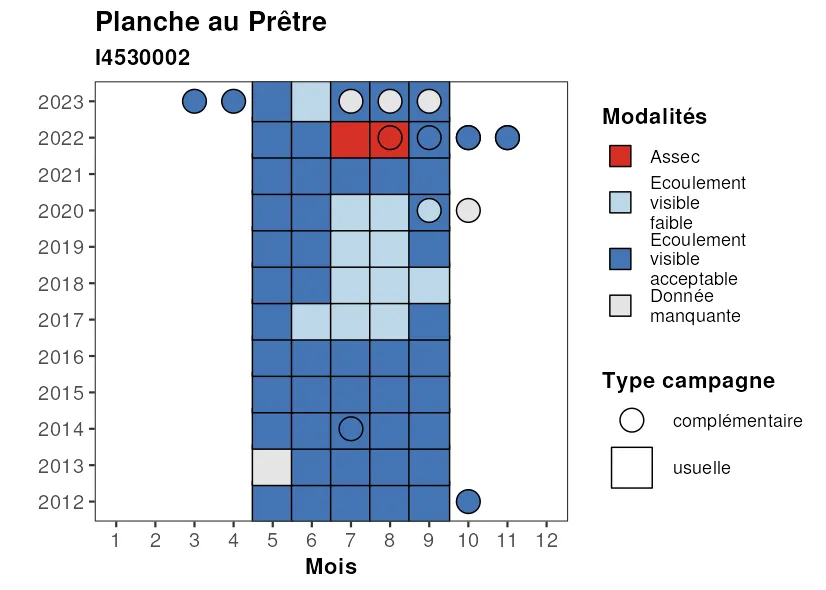 Planche au Prêtre
I4530002
2023
2022
2021
2020
2019
2018
2017
2016
2015
2014
2013
2012
1 2 3 4 5 6 7 8 9 10 11 12
Mois
Modalités
Assec
Ecoulement
visible
faible
Ecoulement
visible
acceptable
Donnée
manquante
Type campagne
complémentaire
usuelle